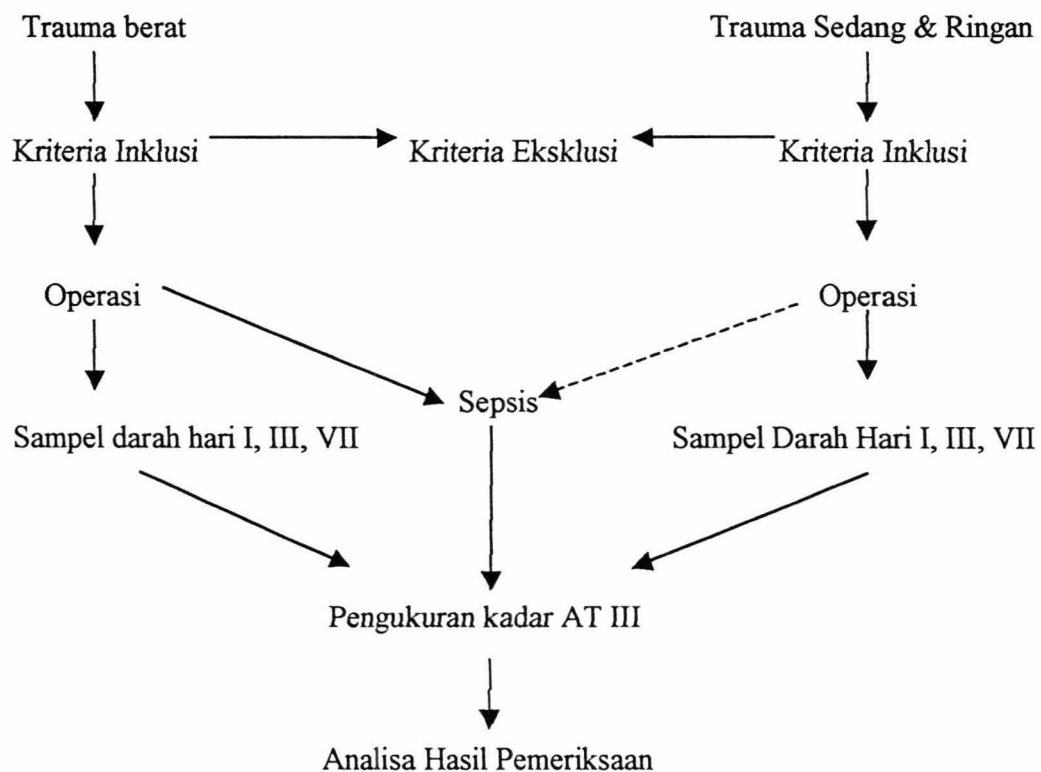 Trauma berat
Trauma Sedang & Ringan
Kriteria Inklusi
Kriteria Eksklusi
Kriteria Inklusi
Operasi
Operasi
Sepsis
Sampel darah hari I, III, VII
Sampel Darah Hari I, III, VII
Pengukuran kadar AT III
Analisa Hasil Pemeriksaan